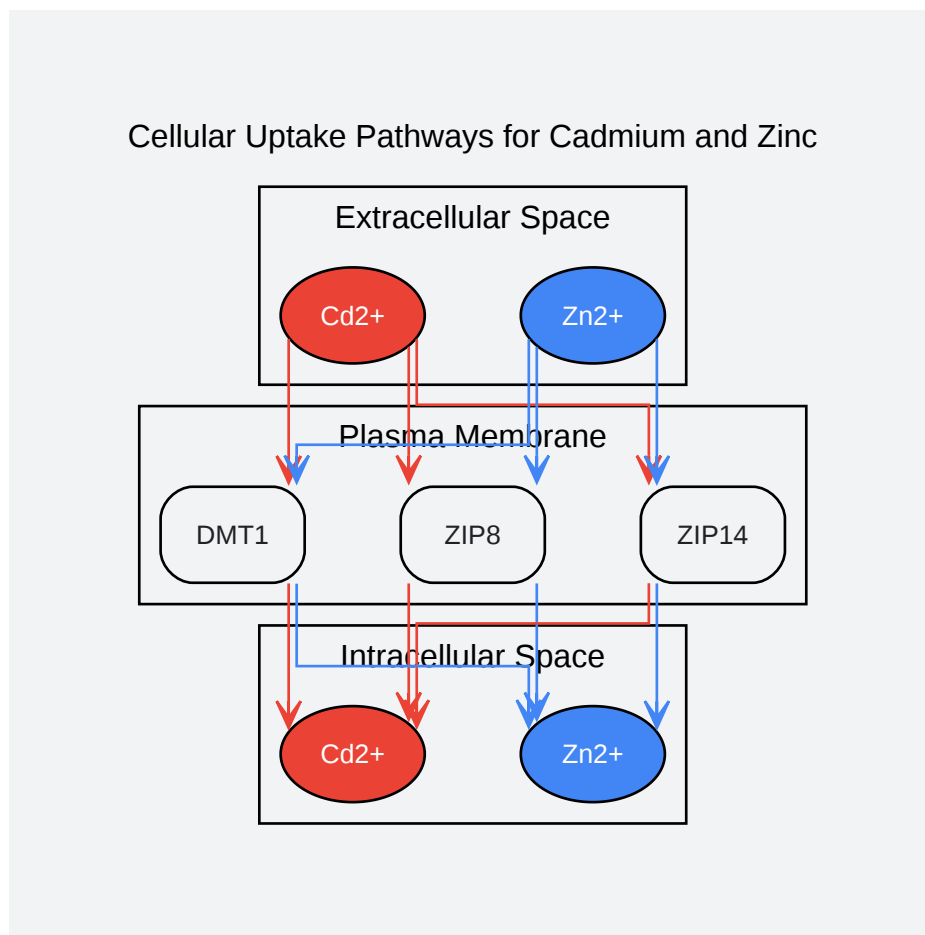 Cellular Uptake Pathways for Cadmium and Zinc
Extracellular Space
Cd2+ Zn2+
Plasma Membrane
DMT1 ZIP8 ZIP14
Intracellular Space
Cd2+ Zn2+